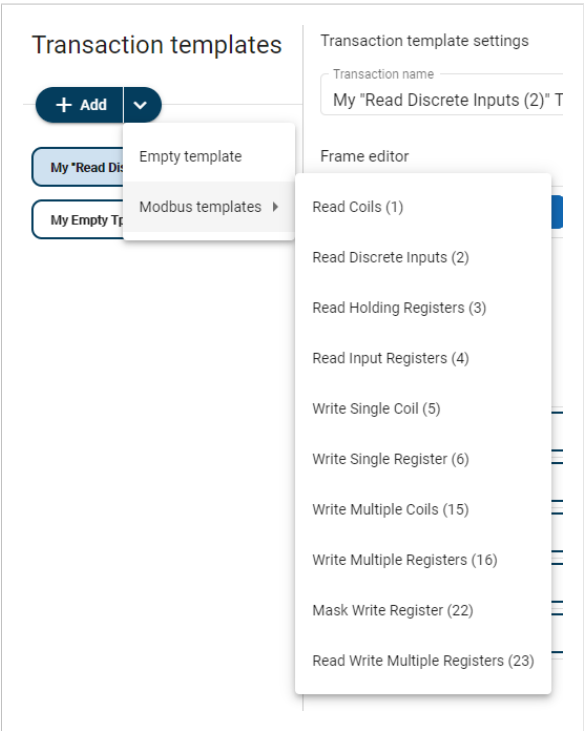 Transaction templates
Transaction template settings
Transaction name
My "Read Discrete Inputs (2)" T
+ Add
Empty template
Modbus templates
Frame editor
My "Read Dis
My Empty Tp
Read Coils (1)
Read Discrete Inputs (2)
Read Holding Registers (3)
Read Input Registers (4)
Write Single Coil (5)
Write Single Register (6)
Write Multiple Coils (15)
Write Multiple Registers (16)
Mask Write Register (22)
Read Write Multiple Registers (23)